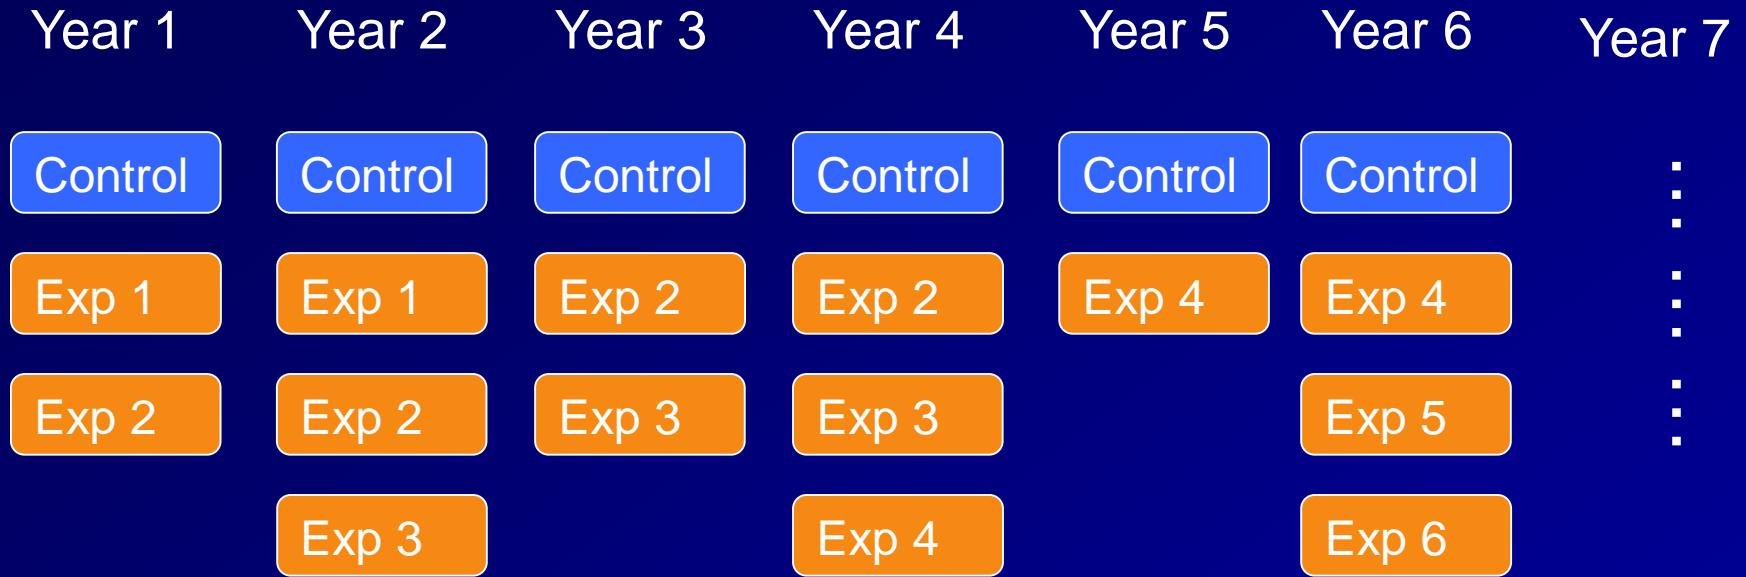 Year 1 Year 2 Year 3 Year 4 Year 5 Year 6 Year 7
Control Control Control Control Control Control
Exp 1 Exp 1 Exp 2 Exp 2 Exp 4 Exp 4
Exp 2 Exp 2 Exp 3 Exp 3 Exp 5
Exp 3 Exp 4 Exp 6